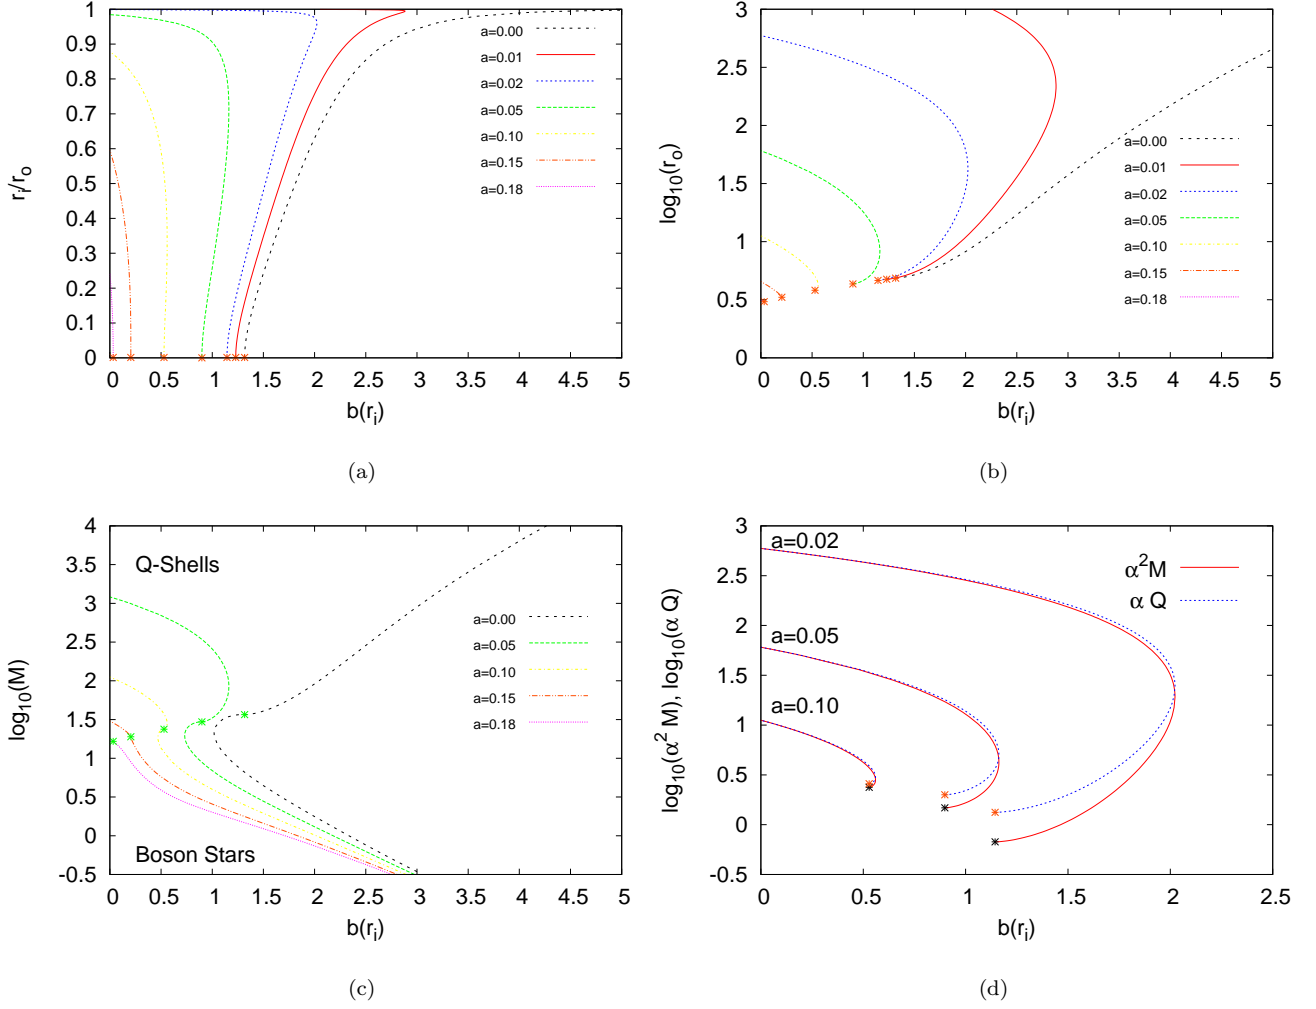 1
0.9
0.8
0.7
0.6
0.5
0.4
0.3
0.2
0.1
0
r_i/r_o
a=0.00
a=0.01
a=0.02
a=0.05
a=0.10
a=0.15
a=0.18
0 0.5 1 1.5 2 2.5 3 3.5 4 4.5 5
b(r_i)
(a)
3
2.5
2
1.5
1
0.5
0
log_10(r_o)
a=0.00
a=0.01
a=0.02
a=0.05
a=0.10
a=0.15
a=0.18
0 0.5 1 1.5 2 2.5 3 3.5 4 4.5 5
b(r_i)
(b)
4
3.5
3
2.5
2
1.5
1
0.5
0
-0.5
log_10(M)
Q-Shells
a=0.00
a=0.05
a=0.10
a=0.15
a=0.18
Boson Stars
0 0.5 1 1.5 2 2.5 3 3.5 4 4.5 5
b(r_i)
(c)
3
2.5
2
1.5
1
0.5
0
-0.5
log_10(α^2 M), log_10(α Q)
a=0.02
a=0.05
a=0.10
α^2M
α Q
0 0.5 1 1.5 2 2.5
b(r_i)
(d)